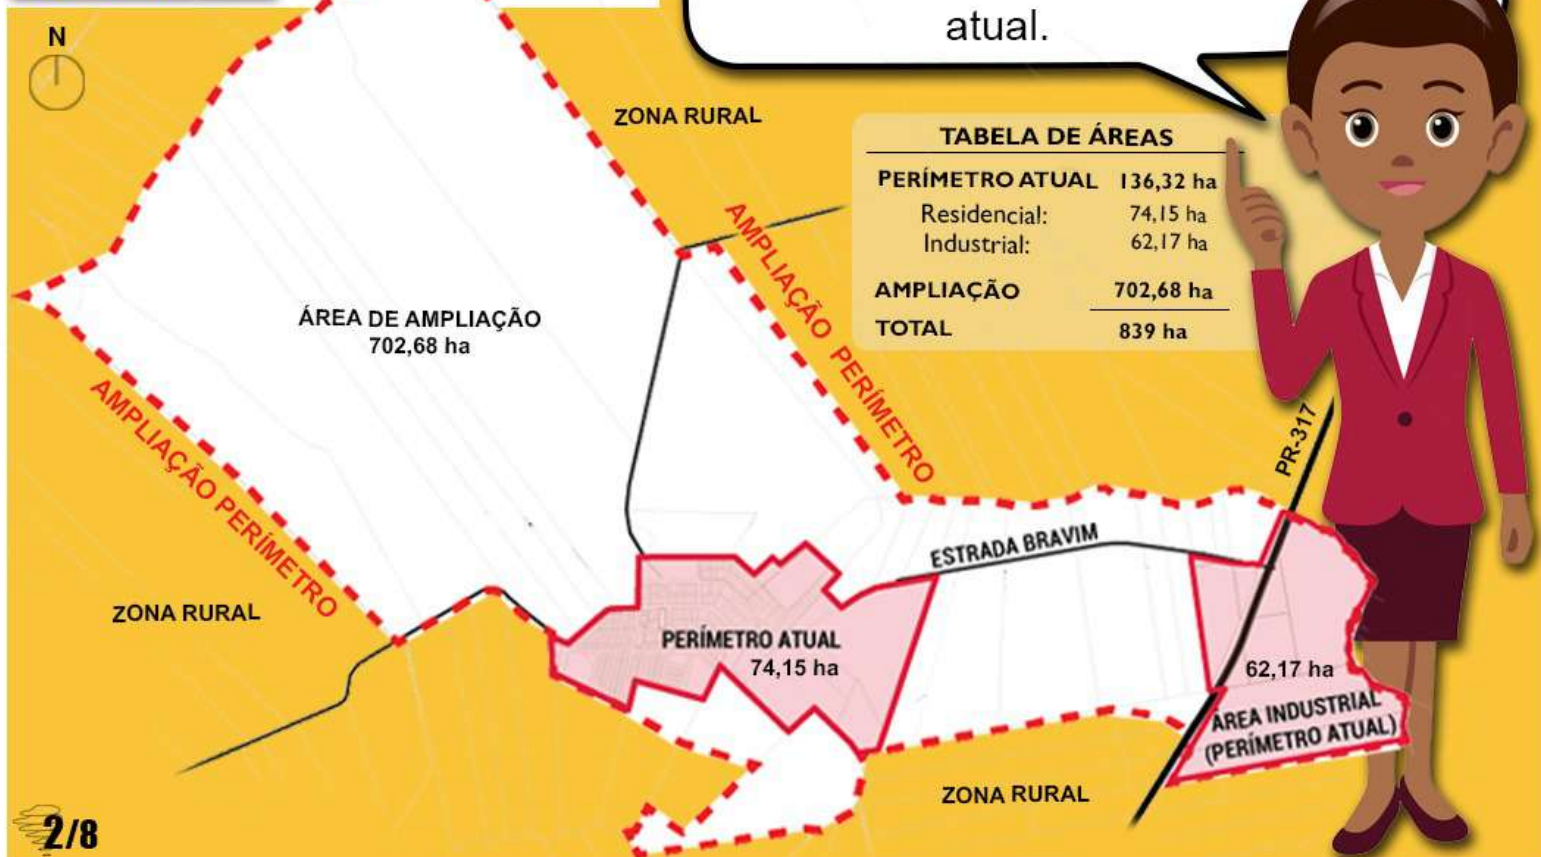 atual.
N
ZONA RURAL
TABELA DE ÁREAS
PERÍMETRO ATUAL 136,32 ha
Residencial: 74,15 ha
Industrial: 62,17 ha
AMPLIAÇÃO 702,68 ha
TOTAL 839 ha
AMPLIAÇÃO PERÍMETRO
ÁREA DE AMPLIAÇÃO
702,68 ha
AMPLIAÇÃO PERÍMETRO
PR-317
ESTRADA BRAVIM
ZONA RURAL
PERÍMETRO ATUAL
74,15 ha
62,17 ha
ÁREA INDUSTRIAL
(PERÍMETRO ATUAL)
ZONA RURAL
2/8